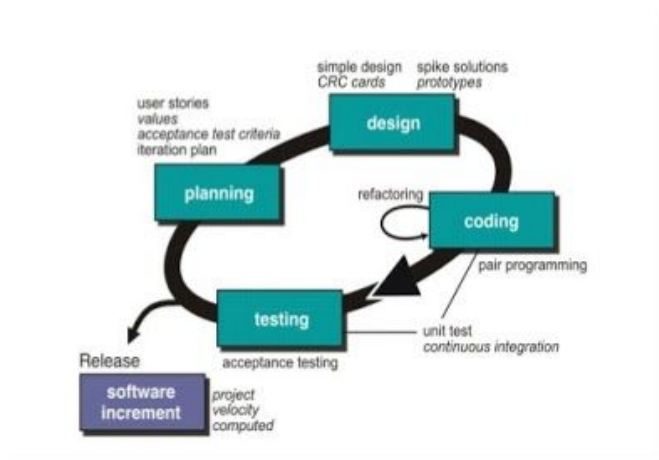 simple design
CRC cards
spike solutions
prototypes
design
user stories
values
acceptance test criteria
iteration plan
planning
refactoring
coding
pair programming
testing
acceptance testing
unit test
continuous integration
Release
software
increment
project
velocity
computed